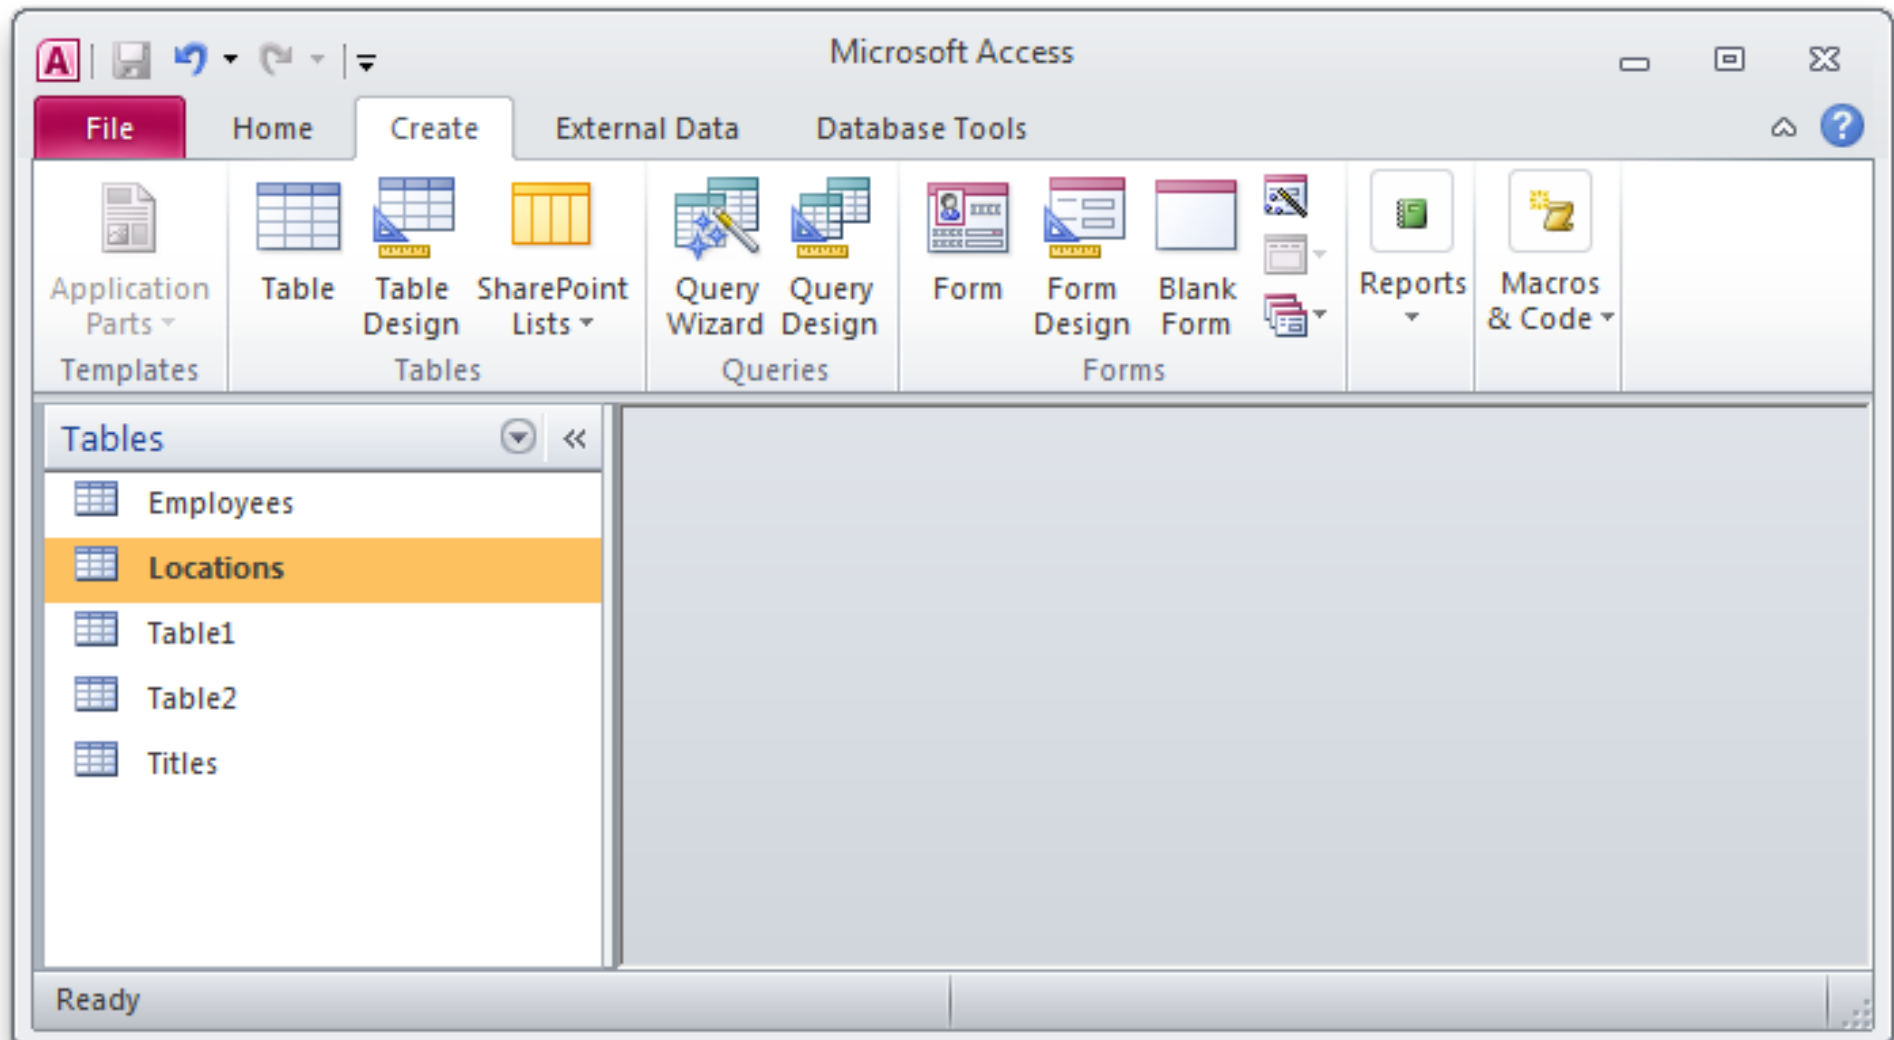 A
Microsoft Access
File Home Create External Data Database Tools
?
Application Parts
Table
Table Design
SharePoint Lists
Query Wizard
Query Design
Form
Form Design
Blank Form
Reports
Macros & Code
Templates Tables Queries Forms
Tables
Employees
Locations
Table1
Table2
Titles
Ready